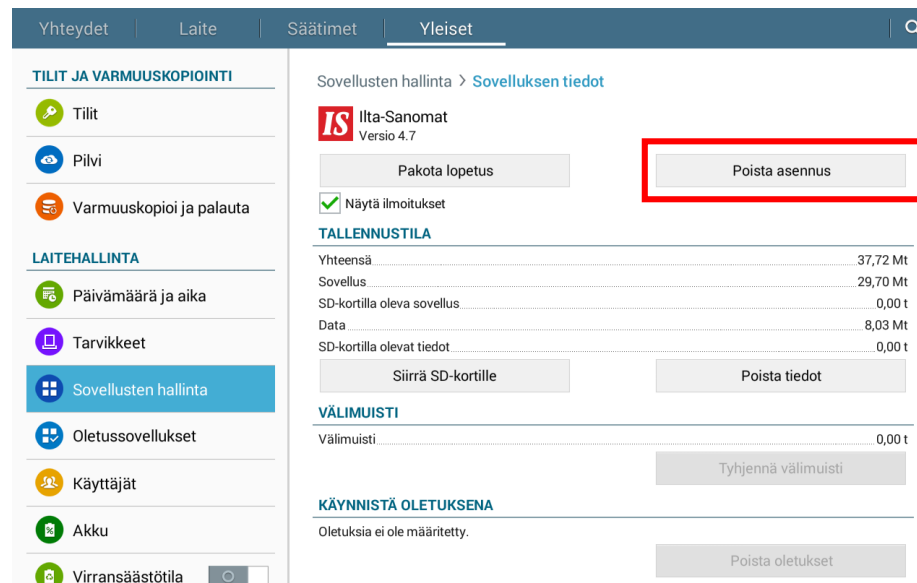 Yhteydet
Laite
Säätimet
Yleiset
TILIT JA VARMUUSKOPIOINTI
Tilit
Pilvi
Varmuuskopioi ja palauta
LAITEHALLINTA
Päivämäärä ja aika
Tarvikkeet
Sovellusten hallinta
Oletussovellukset
Käyttäjät
Akku
Virransäästötila
Sovellusten hallinta > Sovelluksen tiedot
IS
Ilta-Sanomat
Versio 4.7
Pakota lopetus
Poista asennus
Näytä ilmoitukset
TALLENNUSTILA
Yhteensä 37,72 Mt
Sovellus 29,70 Mt
SD-kortilla oleva sovellus 0,00 t
Data 8,03 Mt
SD-kortilla olevat tiedot 0,00 t
Siirrä SD-kortille
Poista tiedot
VÄLIMUISTI
Välimuisti 0,00 t
Tyhjennä välimuisti
KÄYNNISTÄ OLETUKSENA
Oletuksia ei ole määritetty.
Poista oletukset